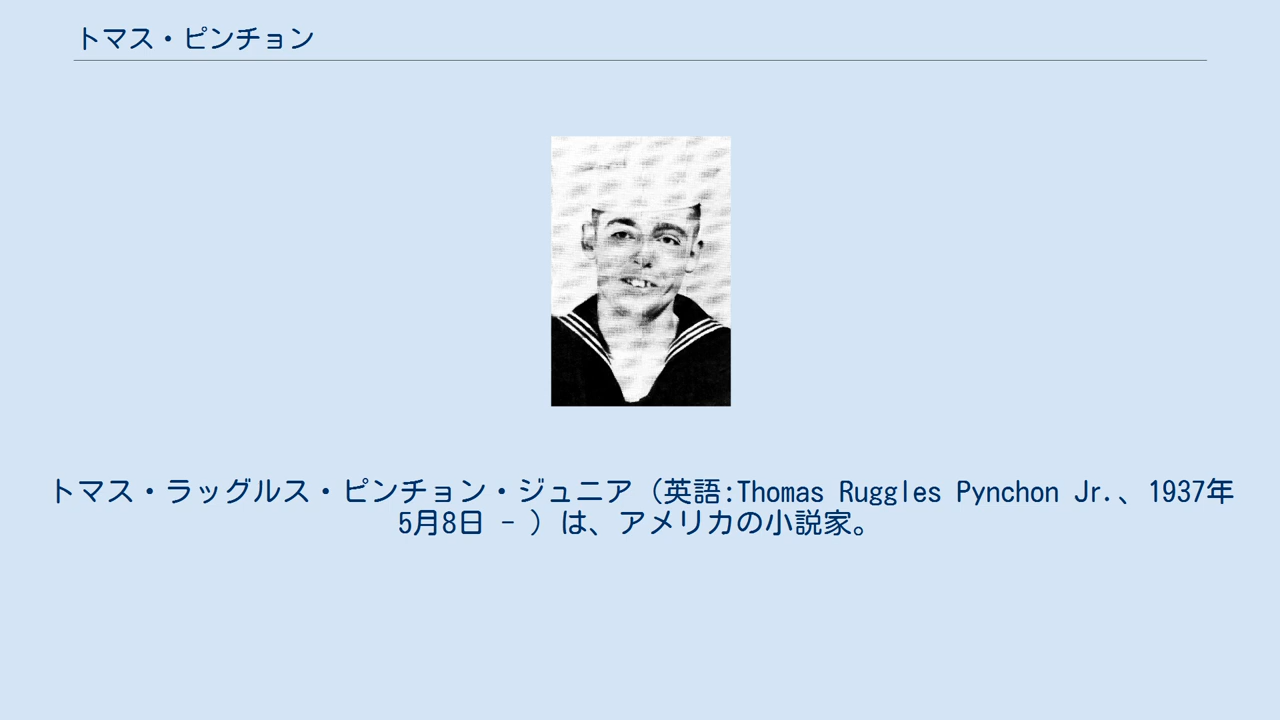 トマス・ピンチョン
トマス・ラッグルス・ピンチョン・ジュニア（英語:Thomas Ruggles Pynchon Jr.、1937年
5月8日 - ）は、アメリカの小説家。